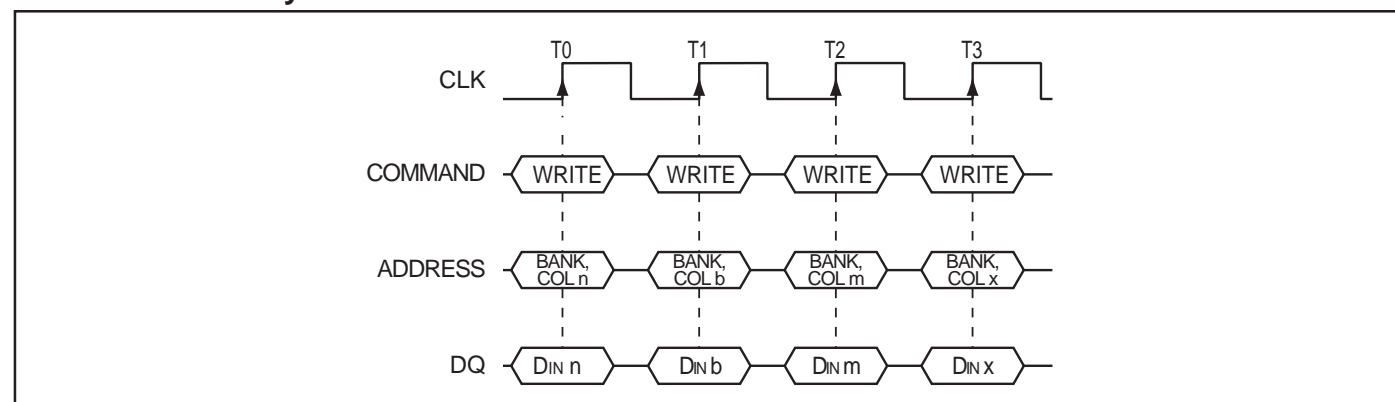 T0 T1 T2 T3
CLK
COMMAND WRITE WRITE WRITE WRITE
ADDRESS BANK, COL n BANK, COL b BANK, COL m BANK, COL x
DQ DIN n DIN b DIN m DIN x